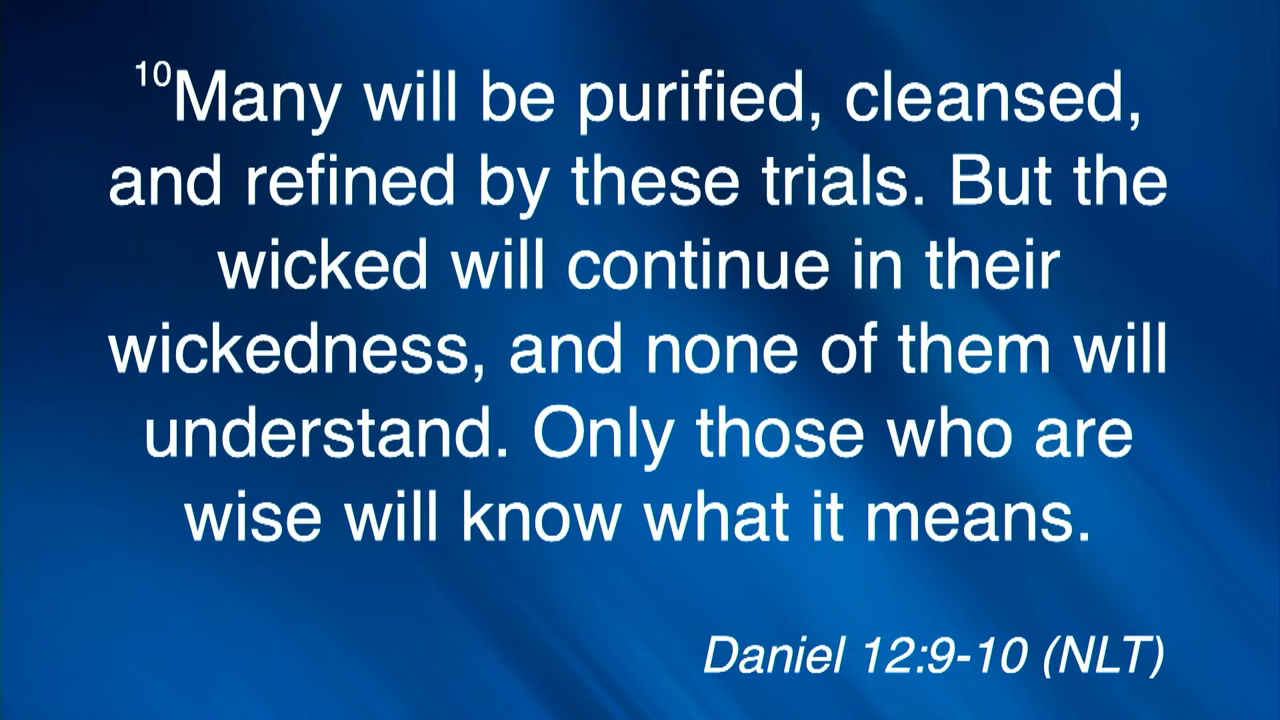 10Many will be purified, cleansed,
and refined by these trials. But the
wicked will continue in their
wickedness, and none of them will
understand. Only those who are
wise will know what it means.
Daniel 12:9-10 (NLT)